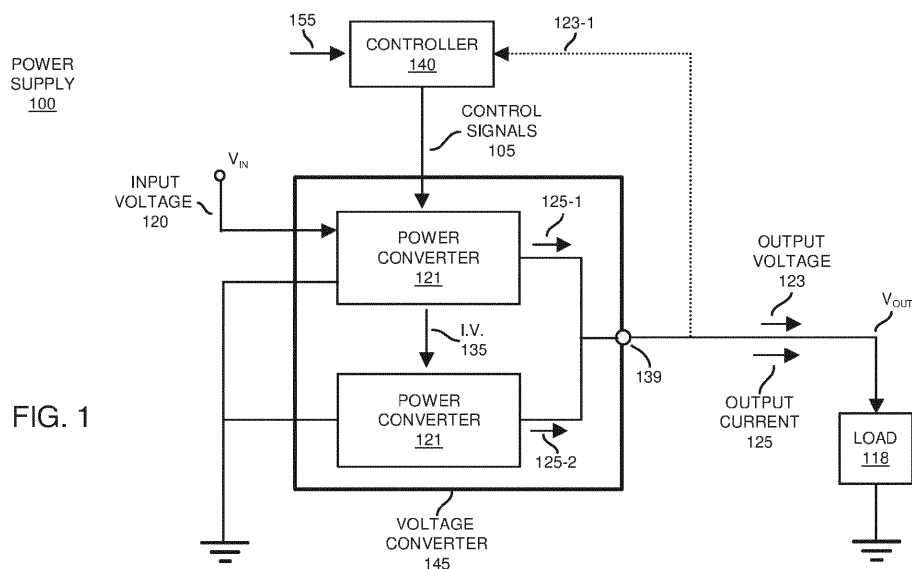 155
CONTROLLER
140
123-1
POWER
SUPPLY
100
CONTROL
SIGNALS
105
VIN
INPUT
VOLTAGE
120
POWER
CONVERTER
121
125-1
OUTPUT
VOLTAGE
123
VOUT
I.V.
135
139
POWER
CONVERTER
121
125-2
OUTPUT
CURRENT
125
FIG. 1
LOAD
118
VOLTAGE
CONVERTER
145